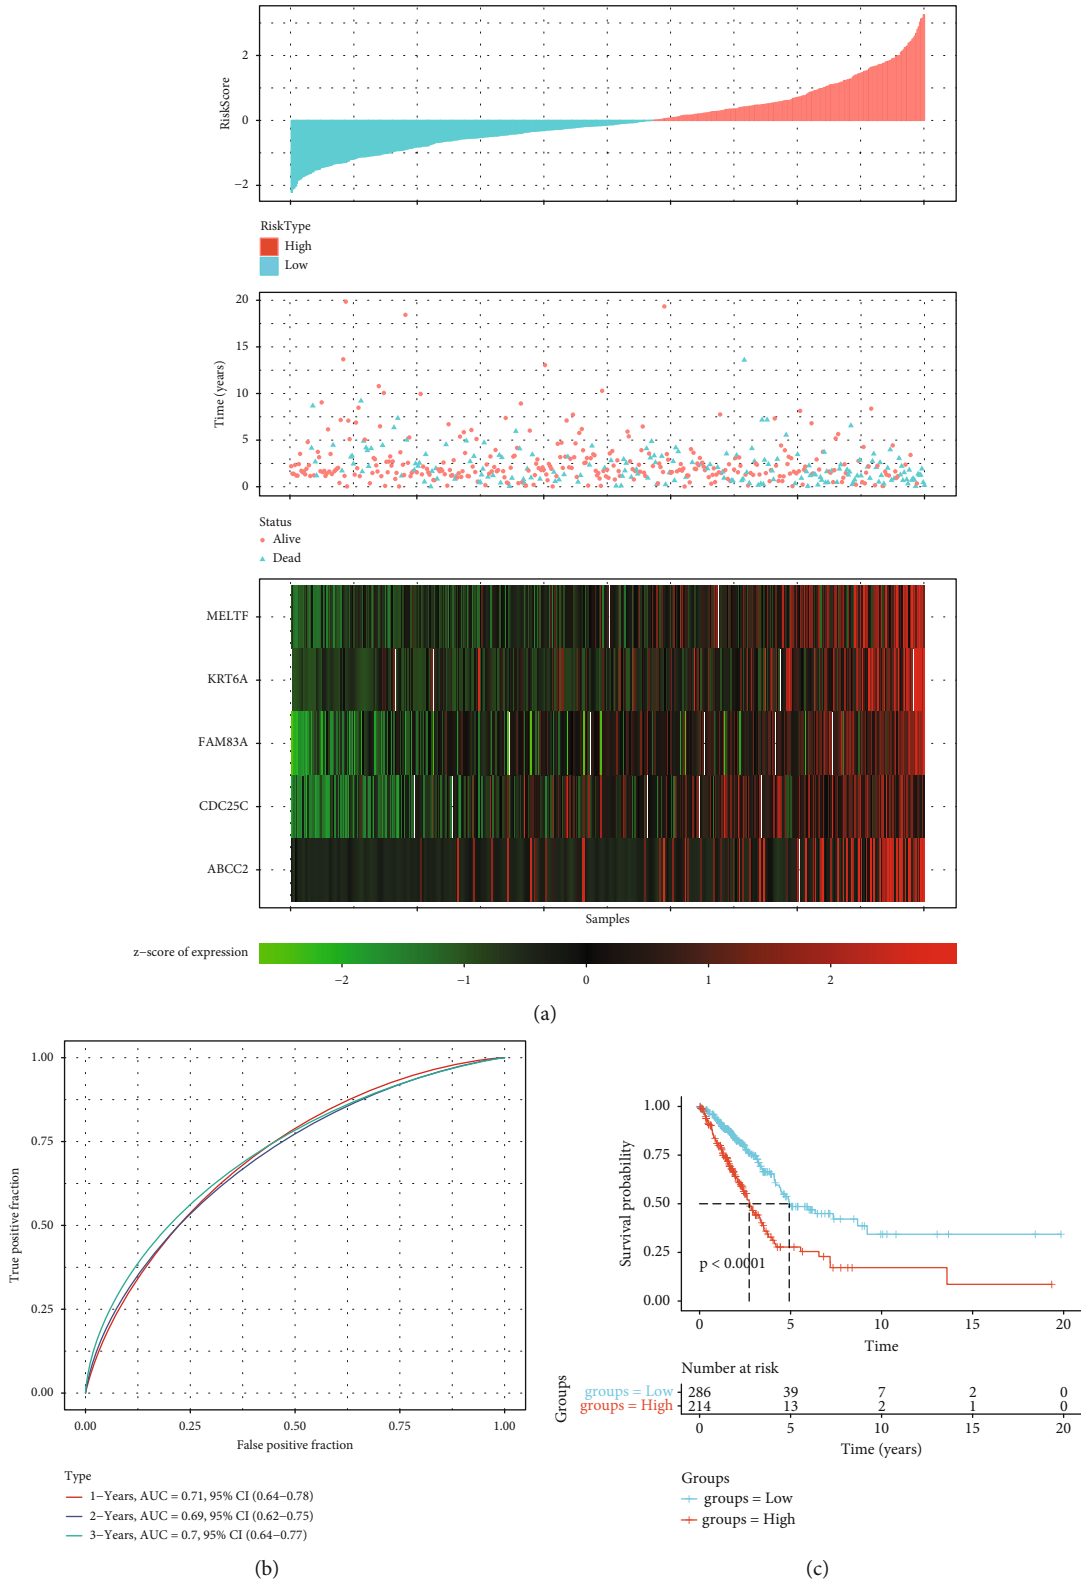 2
0
−2
RiskScore
RiskType
High
Low
20
15
10
5
0
Time (years)
Status
Alive
Dead
MELTF
KRT6A
FAM83A
CDC25C
ABCC2
Samples
z−score of expression
−2 −1 0 1 2
(a)
1.00
0.75
0.50
0.25
0.00
True positive fraction
0.00 0.25 0.50 0.75 1.00
False positive fraction
Type
1−Years, AUC = 0.71, 95% CI (0.64−0.78)
2−Years, AUC = 0.69, 95% CI (0.62−0.75)
3−Years, AUC = 0.7, 95% CI (0.64−0.77)
(b)
1.00
0.75
0.50
0.25
0.00
Survival probability
p < 0.0001
0 5 10 15 20
Time
Number at risk
Groups
groups = Low 286 39 7 2 0
groups = High 214 13 2 1 0
0 5 10 15 20
Time (years)
Groups
groups = Low
groups = High
(c)